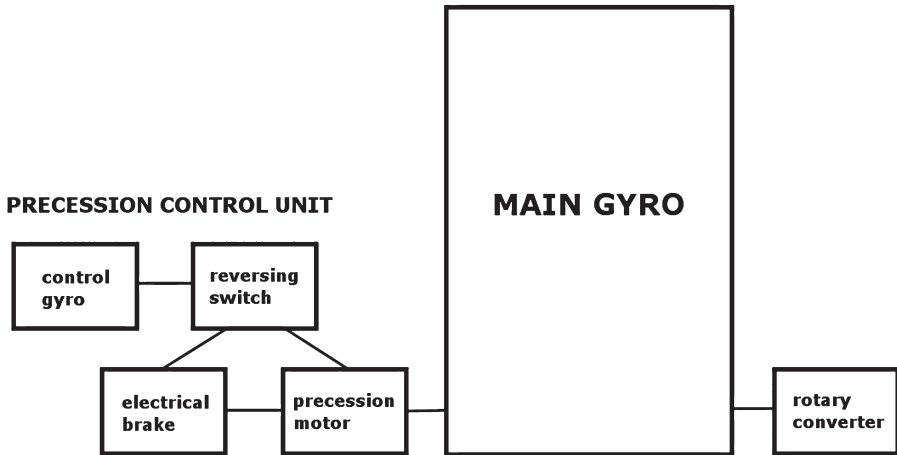 PRECESSION CONTROL UNIT
MAIN GYRO
control
gyro
reversing
switch
electrical
brake
precession
motor
rotary
converter